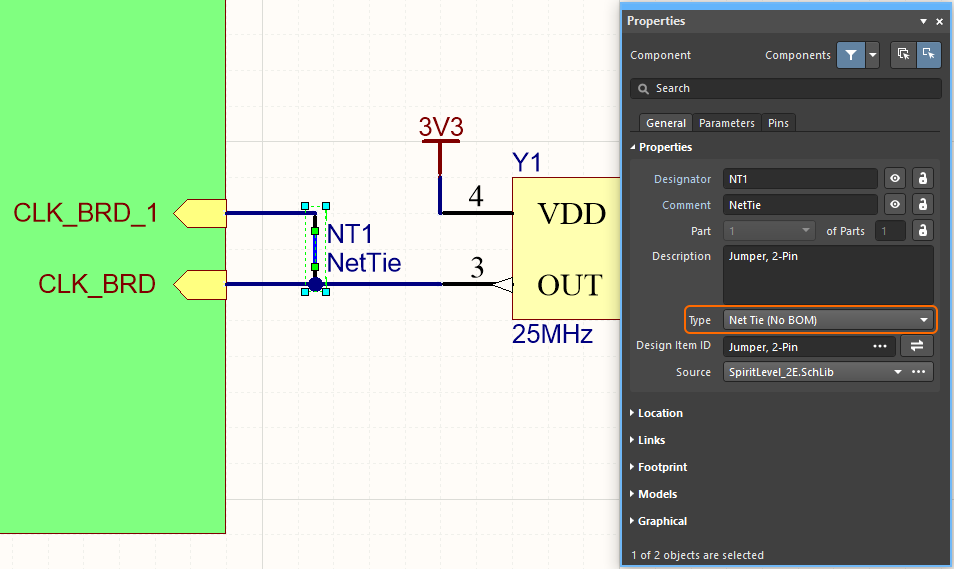 3V3
Y1
4
VDD
CLK_BRD_1
NT1
NetTie
3
CLK_BRD
OUT
25MHz
Properties
Component
Components
Search
General
Parameters
Pins
Properties
Designator
NT1
Comment
NetTie
Part
1
of Parts
1
Description
Jumper, 2-Pin
Type
Net Tie (No BOM)
Design Item ID
Jumper, 2-Pin
Source
SpiritLevel_2E.SchLib
Location
Links
Footprint
Models
Graphical
1 of 2 objects are selected